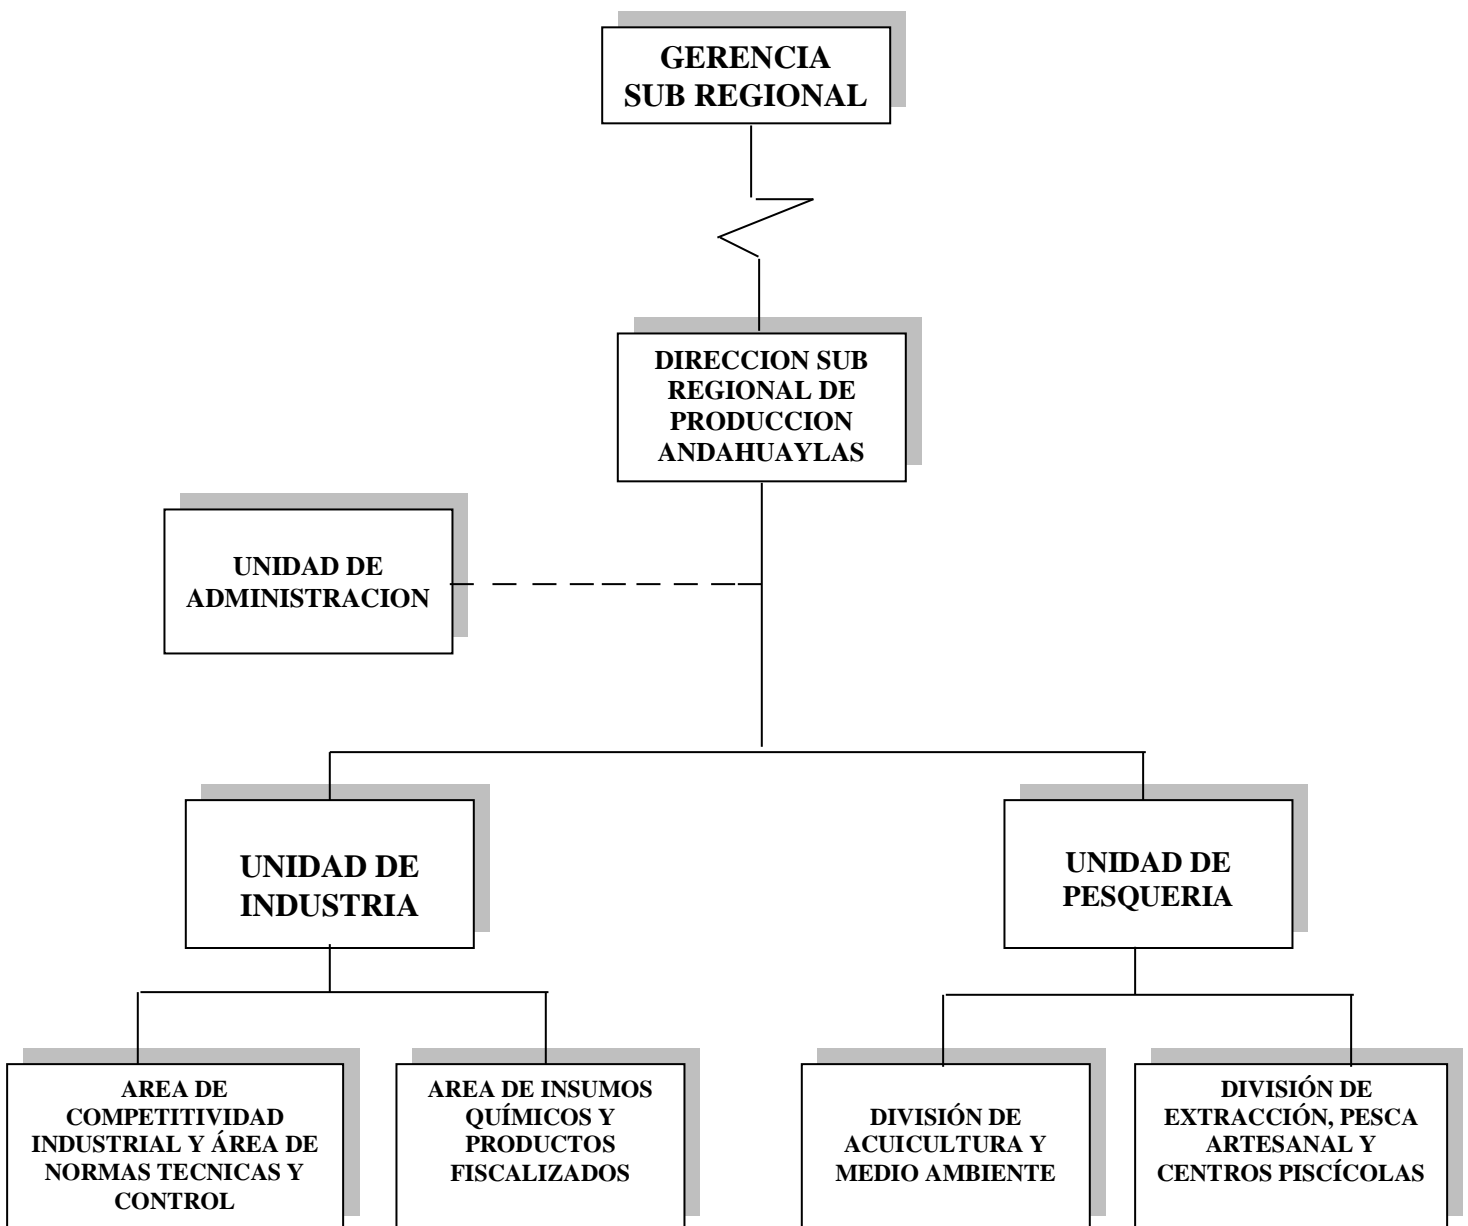 GERENCIA
SUB REGIONAL
DIRECCION SUB
REGIONAL DE
PRODUCCION
ANDAHUAYLAS
UNIDAD DE
ADMINISTRACION
UNIDAD DE
INDUSTRIA
UNIDAD DE
PESQUERIA
AREA DE
COMPETITIVIDAD
INDUSTRIAL Y ÁREA DE
NORMAS TECNICAS Y
CONTROL
AREA DE INSUMOS
QUÍMICOS Y
PRODUCTOS
FISCALIZADOS
DIVISIÓN DE
ACUICULTURA Y
MEDIO AMBIENTE
DIVISIÓN DE
EXTRACCIÓN, PESCA
ARTESANAL Y
CENTROS PISCÍCOLAS